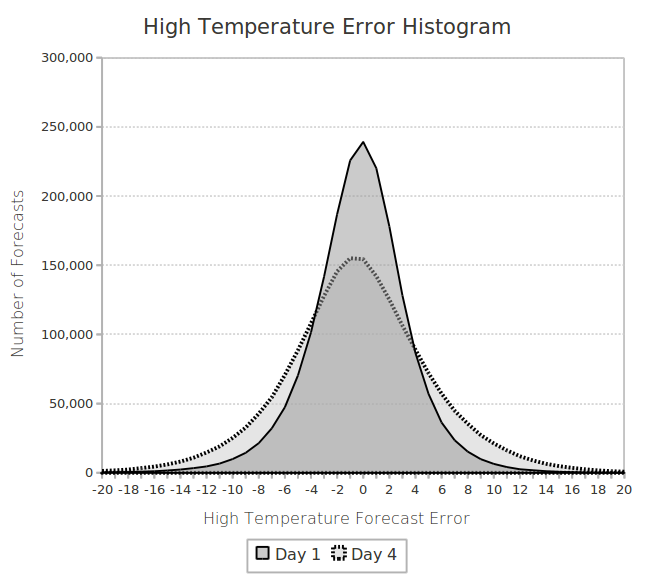 High Temperature Error Histogram
300,000
250,000
200,000
150,000
100,000
50,000
0
Number of Forecasts
-20 -18 -16 -14 -12 -10 -8 -6 -4 -2 0 2 4 6 8 10 12 14 16 18 20
High Temperature Forecast Error
Day 1 Day 4